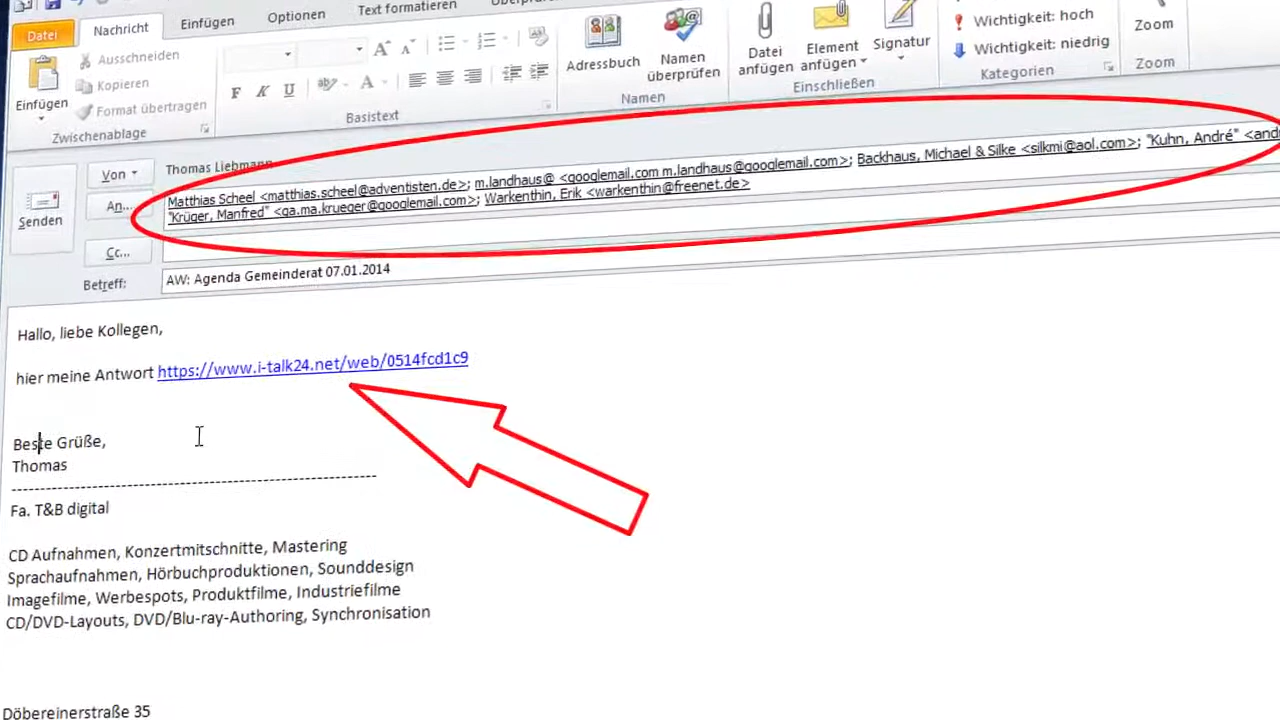 Datei Nachricht Einfügen Optionen Text formatieren
Ausschneiden
Kopieren
Format übertragen
Einfügen
Zwischenablage
F K U
Basistext
Adressbuch
Namen überprüfen
Namen
Datei anfügen
Element anfügen
Signatur
Einschließen
Wichtigkeit: hoch
Wichtigkeit: niedrig
Kategorien
Zoom
Zoom
Senden
Von
Thomas Liebmann
An...
Matthias Scheel <matthias.scheel@adventisten.de>; m.landhaus@ <googlemail.com m.landhaus@googlemail.com>; Backhaus, Michael & Silke <silkmi@aol.com>; "Kuhn, André"
"Krüger, Manfred" <ga.ma.krueger@googlemail.com>; Warkenthin, Erik <warkenthin@freenet.de>
Cc...
Betreff:
AW: Agenda Gemeinderat 07.01.2014
Hallo, liebe Kollegen,
hier meine Antwort https://www.i-talk24.net/web/0514fcd1c9
Beste Grüße,
Thomas
------------------------------------------------------------------
Fa. T&B digital
CD Aufnahmen, Konzertmitschnitte, Mastering
Sprachaufnahmen, Hörbuchproduktionen, Sounddesign
Imagefilme, Werbespots, Produktfilme, Industriefilme
CD/DVD-Layouts, DVD/Blu-ray-Authoring, Synchronisation
Döbereinerstraße 35